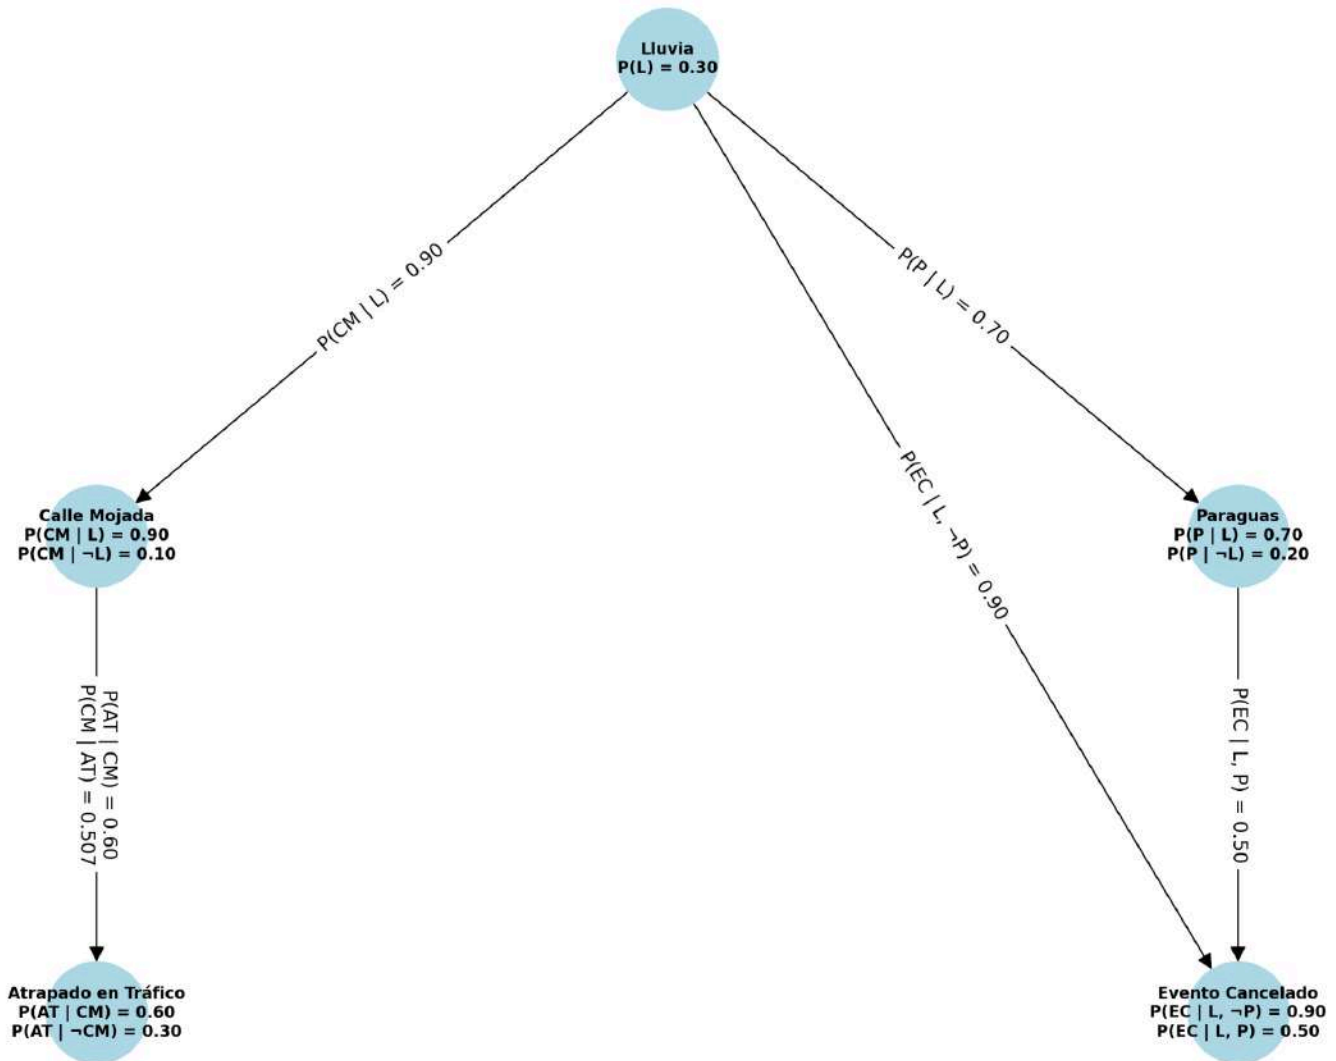 Lluvia
P(L) = 0.30
P(CM | L) = 0.90
P(P | L) = 0.70
P(EC | L, ¬P) = 0.90
Calle Mojada
P(CM | L) = 0.90
P(CM | ¬L) = 0.10
Paraguas
P(P | L) = 0.70
P(P | ¬L) = 0.20
P(AT | CM) = 0.60
P(CM | AT) = 0.507
P(EC | L, P) = 0.50
Atrapado en Tráfico
P(AT | CM) = 0.60
P(AT | ¬CM) = 0.30
Evento Cancelado
P(EC | L, ¬P) = 0.90
P(EC | L, P) = 0.50